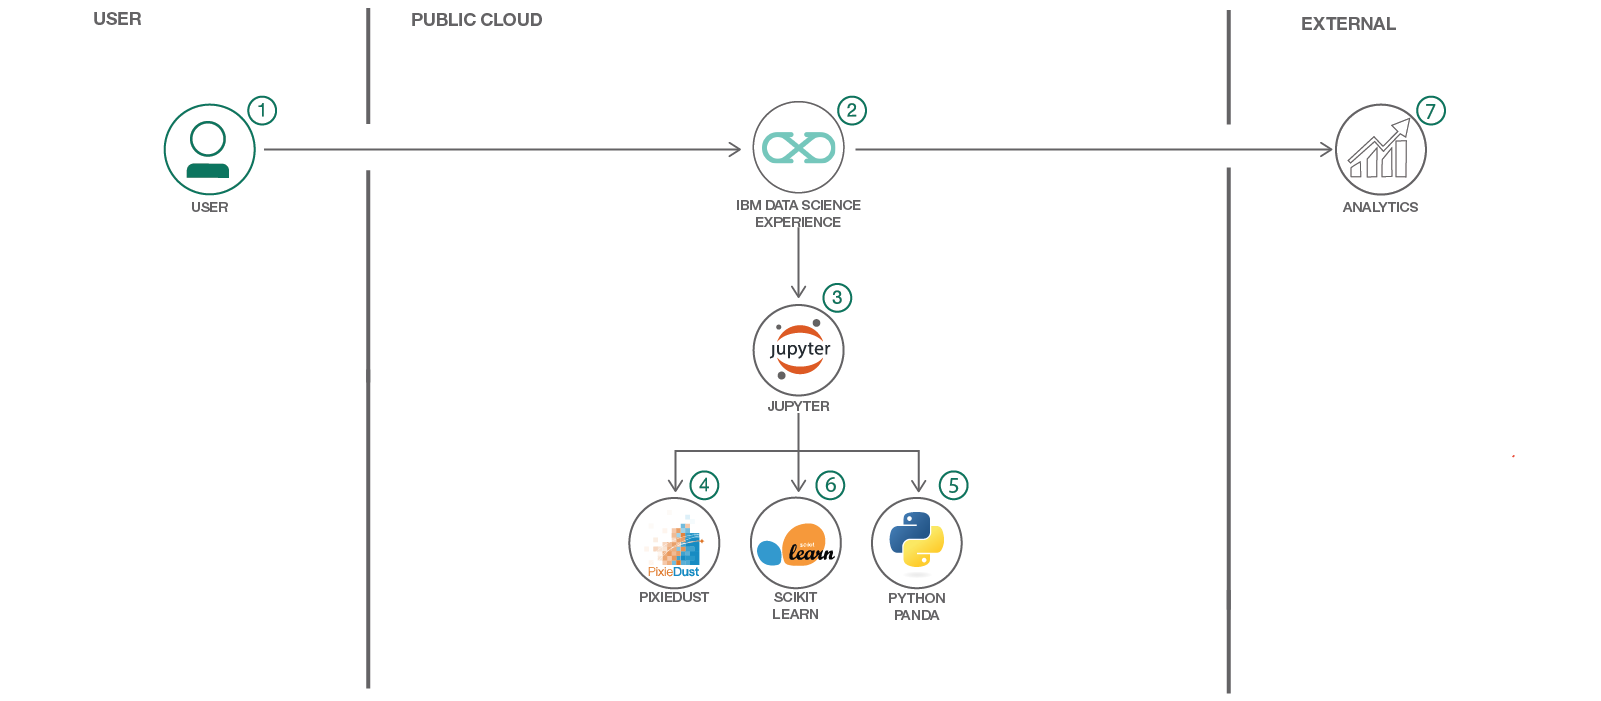 USER
PUBLIC CLOUD
EXTERNAL
1
2
7
USER
IBM DATA SCIENCE
EXPERIENCE
ANALYTICS
3
jupyter
JUPYTER
4
6
5
PixieDust
scikit
learn
PIXIEDUST
SCIKIT
LEARN
PYTHON
PANDA